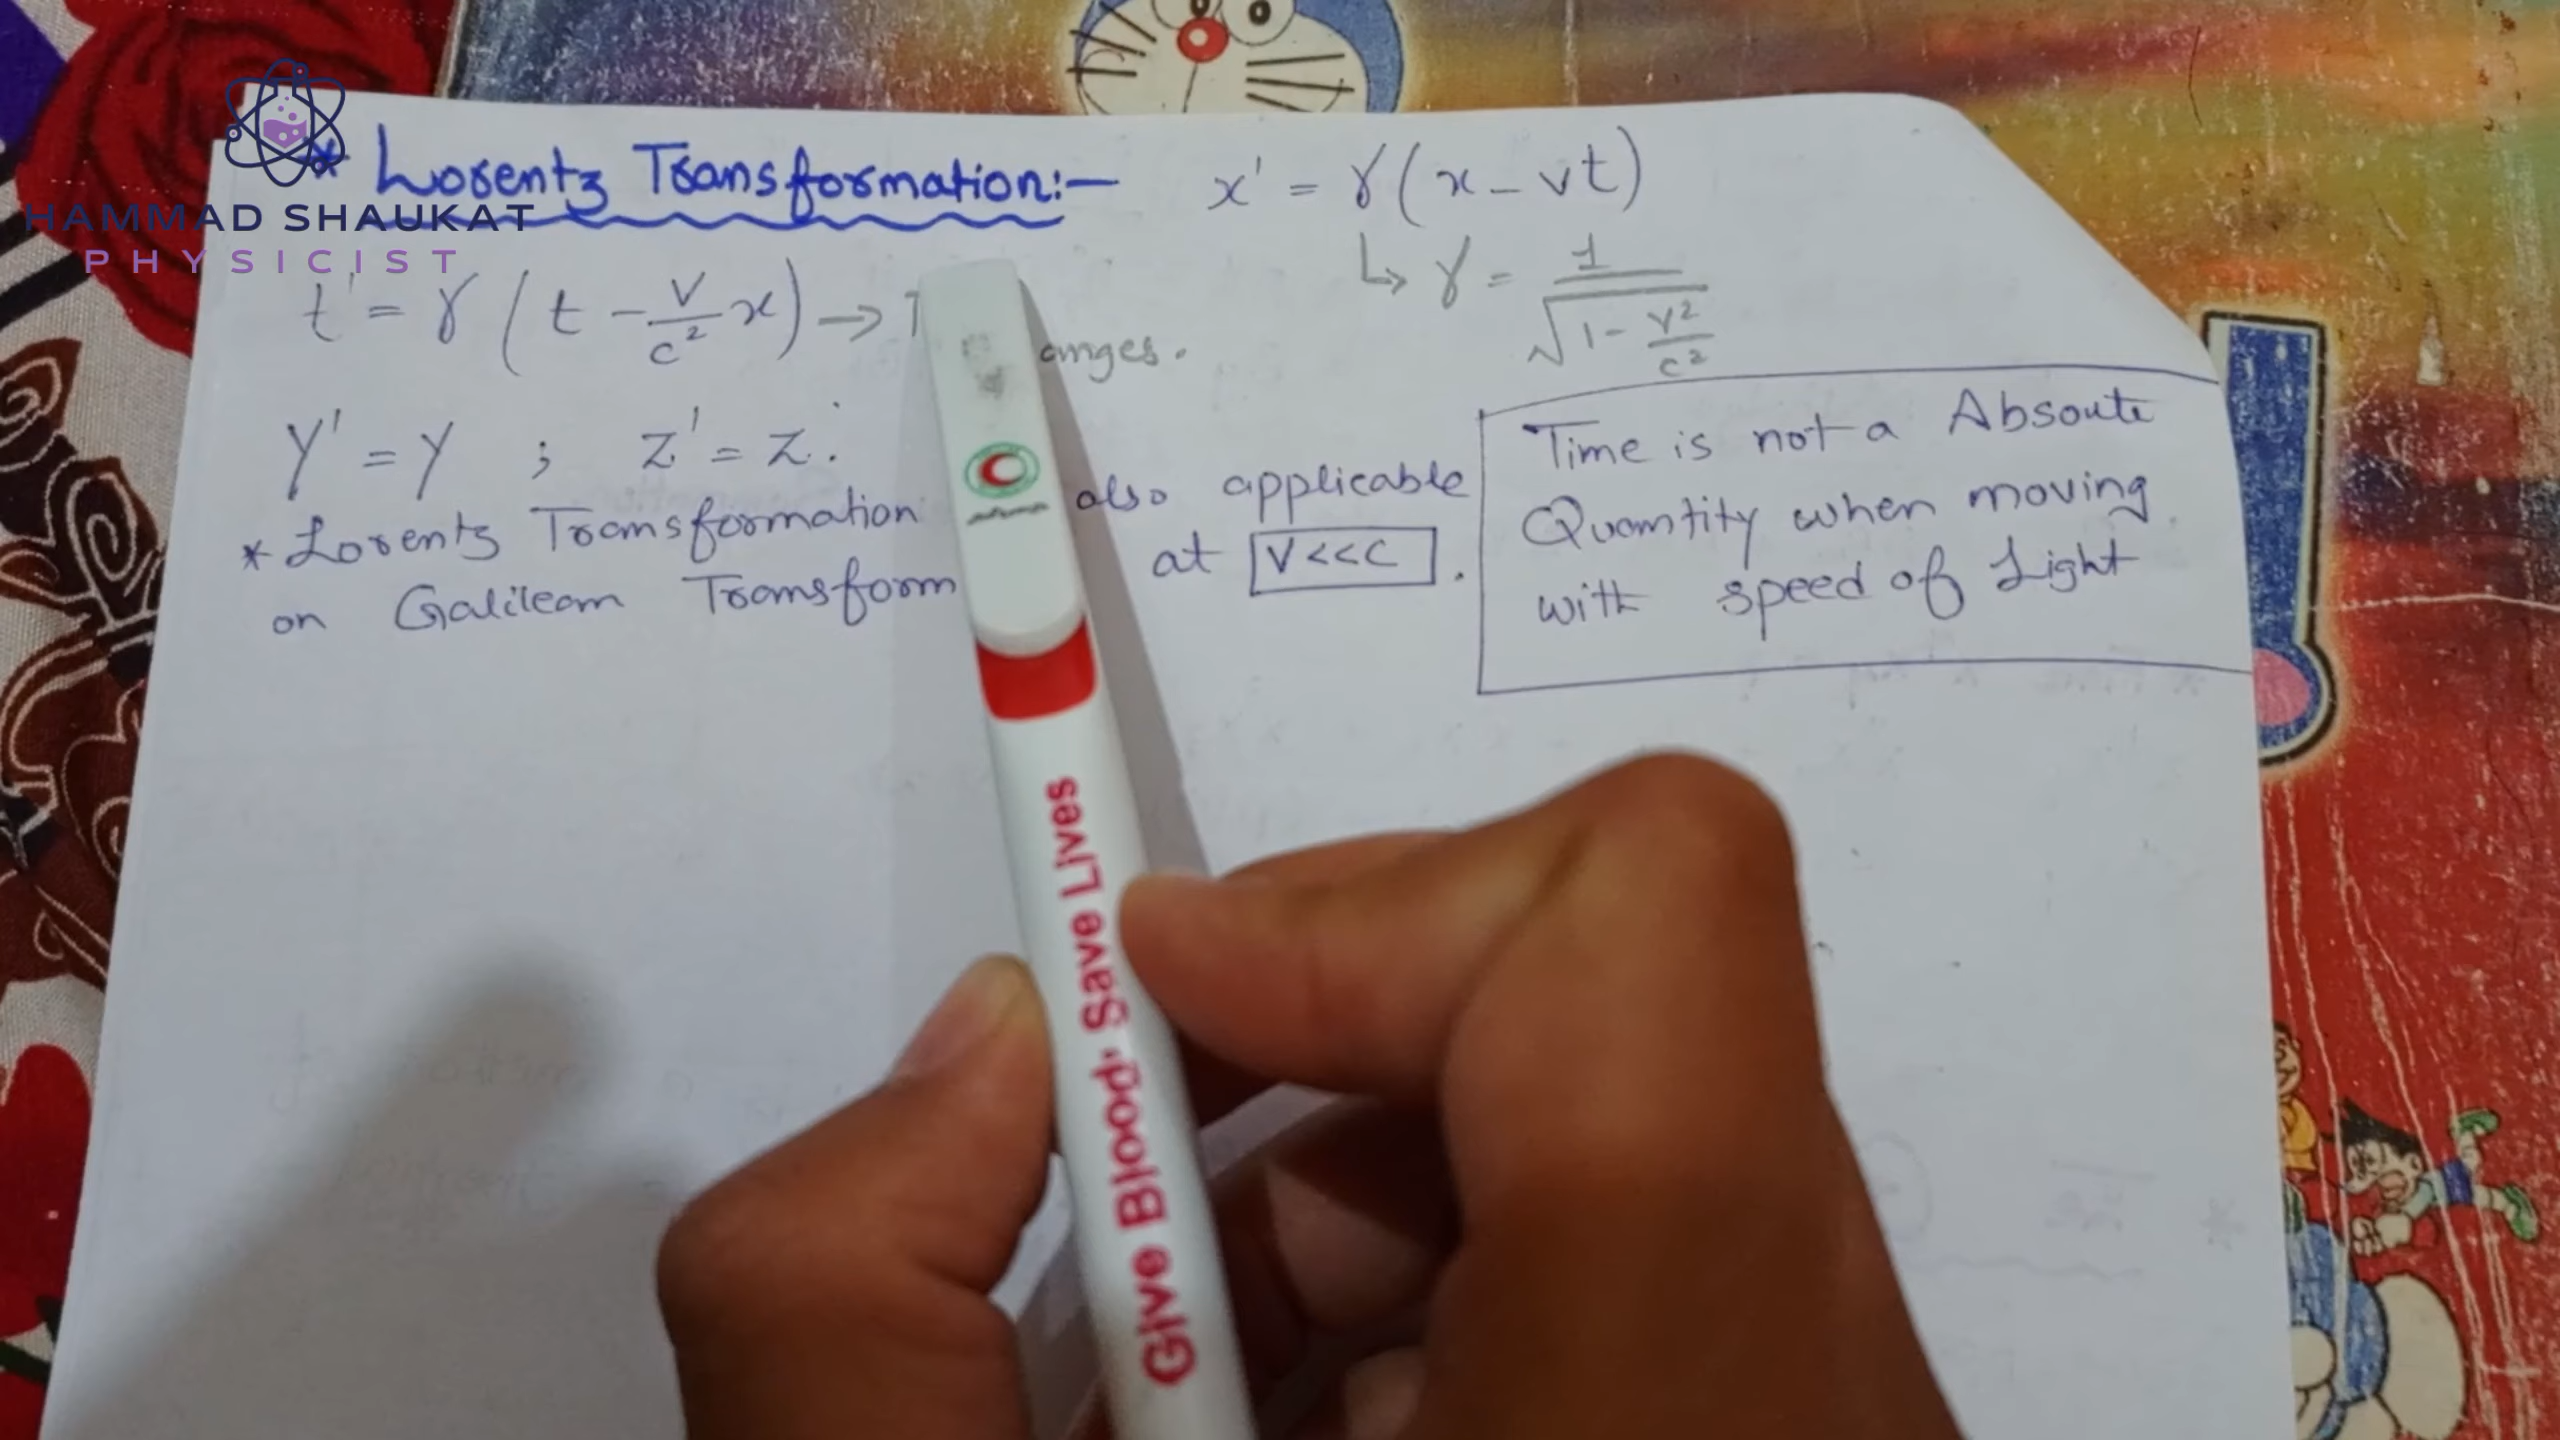 * Lorentz Transformation:- x' = γ(x - vt)
HAMMAD SHAUKAT
PHYSICIST
↳ γ = 1 / √(1 - v²/c²)
t' = γ (t - v/c² x) →
anges.
Y' = Y ; Z' = Z.
* Lorentz Transformation also applicable
on Galilean Transform at V<<C .
Time is not a Absoute
Quantity when moving
with speed of Light
Give Blood, Save Lives